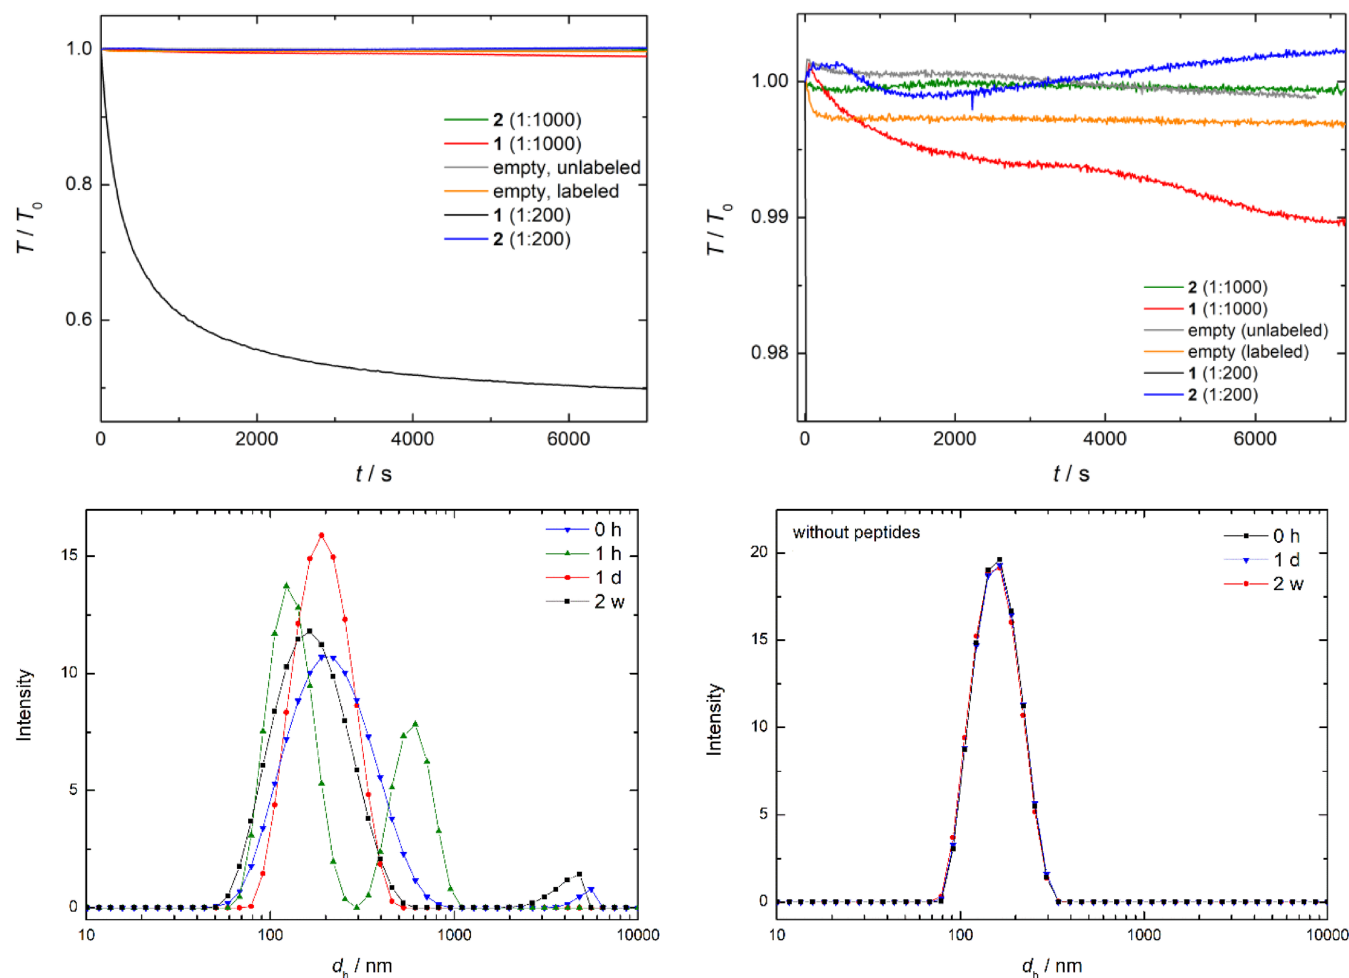 T / T0
1.0
0.8
0.6
2 (1:1000)
1 (1:1000)
empty, unlabeled
empty, labeled
1 (1:200)
2 (1:200)
0
2000
4000
6000
t / s
T / T0
1.00
0.99
0.98
2 (1:1000)
1 (1:1000)
empty (unlabeled)
empty (labeled)
1 (1:200)
2 (1:200)
0
2000
4000
6000
t / s
Intensity
15
10
5
0
0 h
1 h
1 d
2 w
10
100
1000
10000
dh / nm
without peptides
Intensity
20
15
10
5
0
0 h
1 d
2 w
10
100
1000
10000
dh / nm